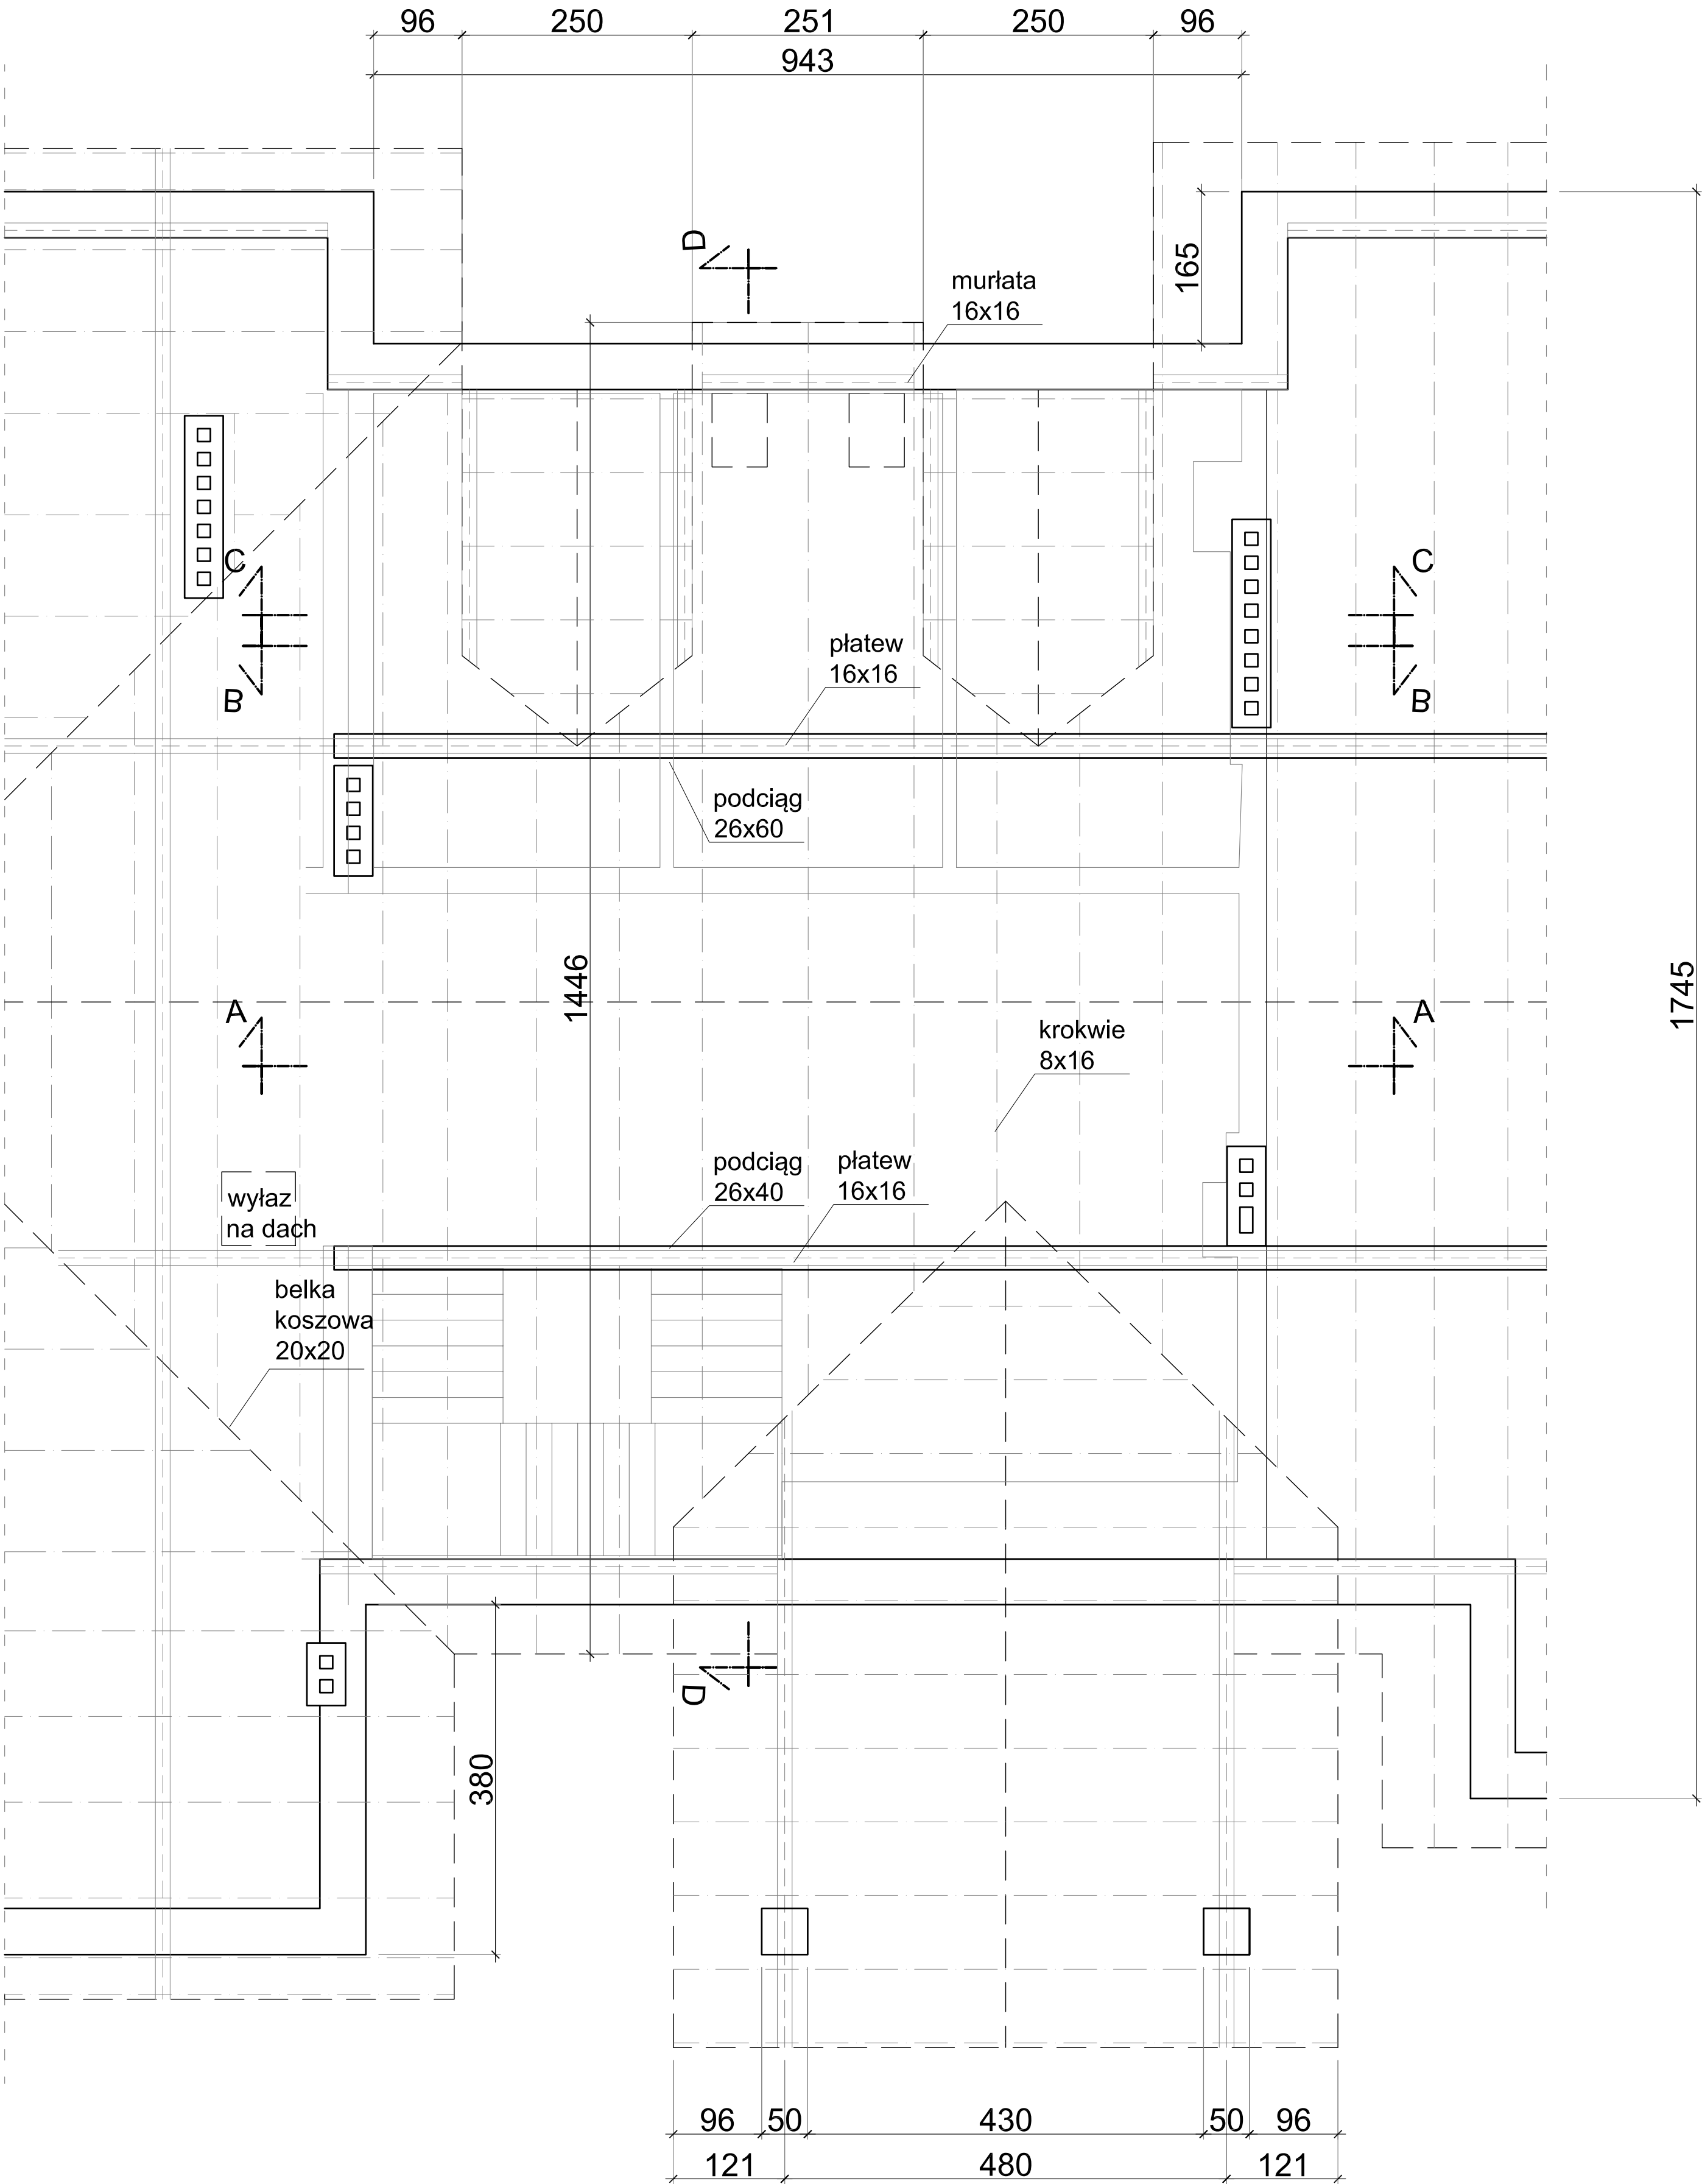 96 250 251 250 96
943
D
165
murłata
16x16
C C
płatew
16x16
B B
podciąg
26x60
1446
1745
A A
krokwie
8x16
podciąg
26x40
płatew
16x16
wyłaz
na dach
belka
koszowa
20x20
D
380
96 50 430 50 96
121 480 121